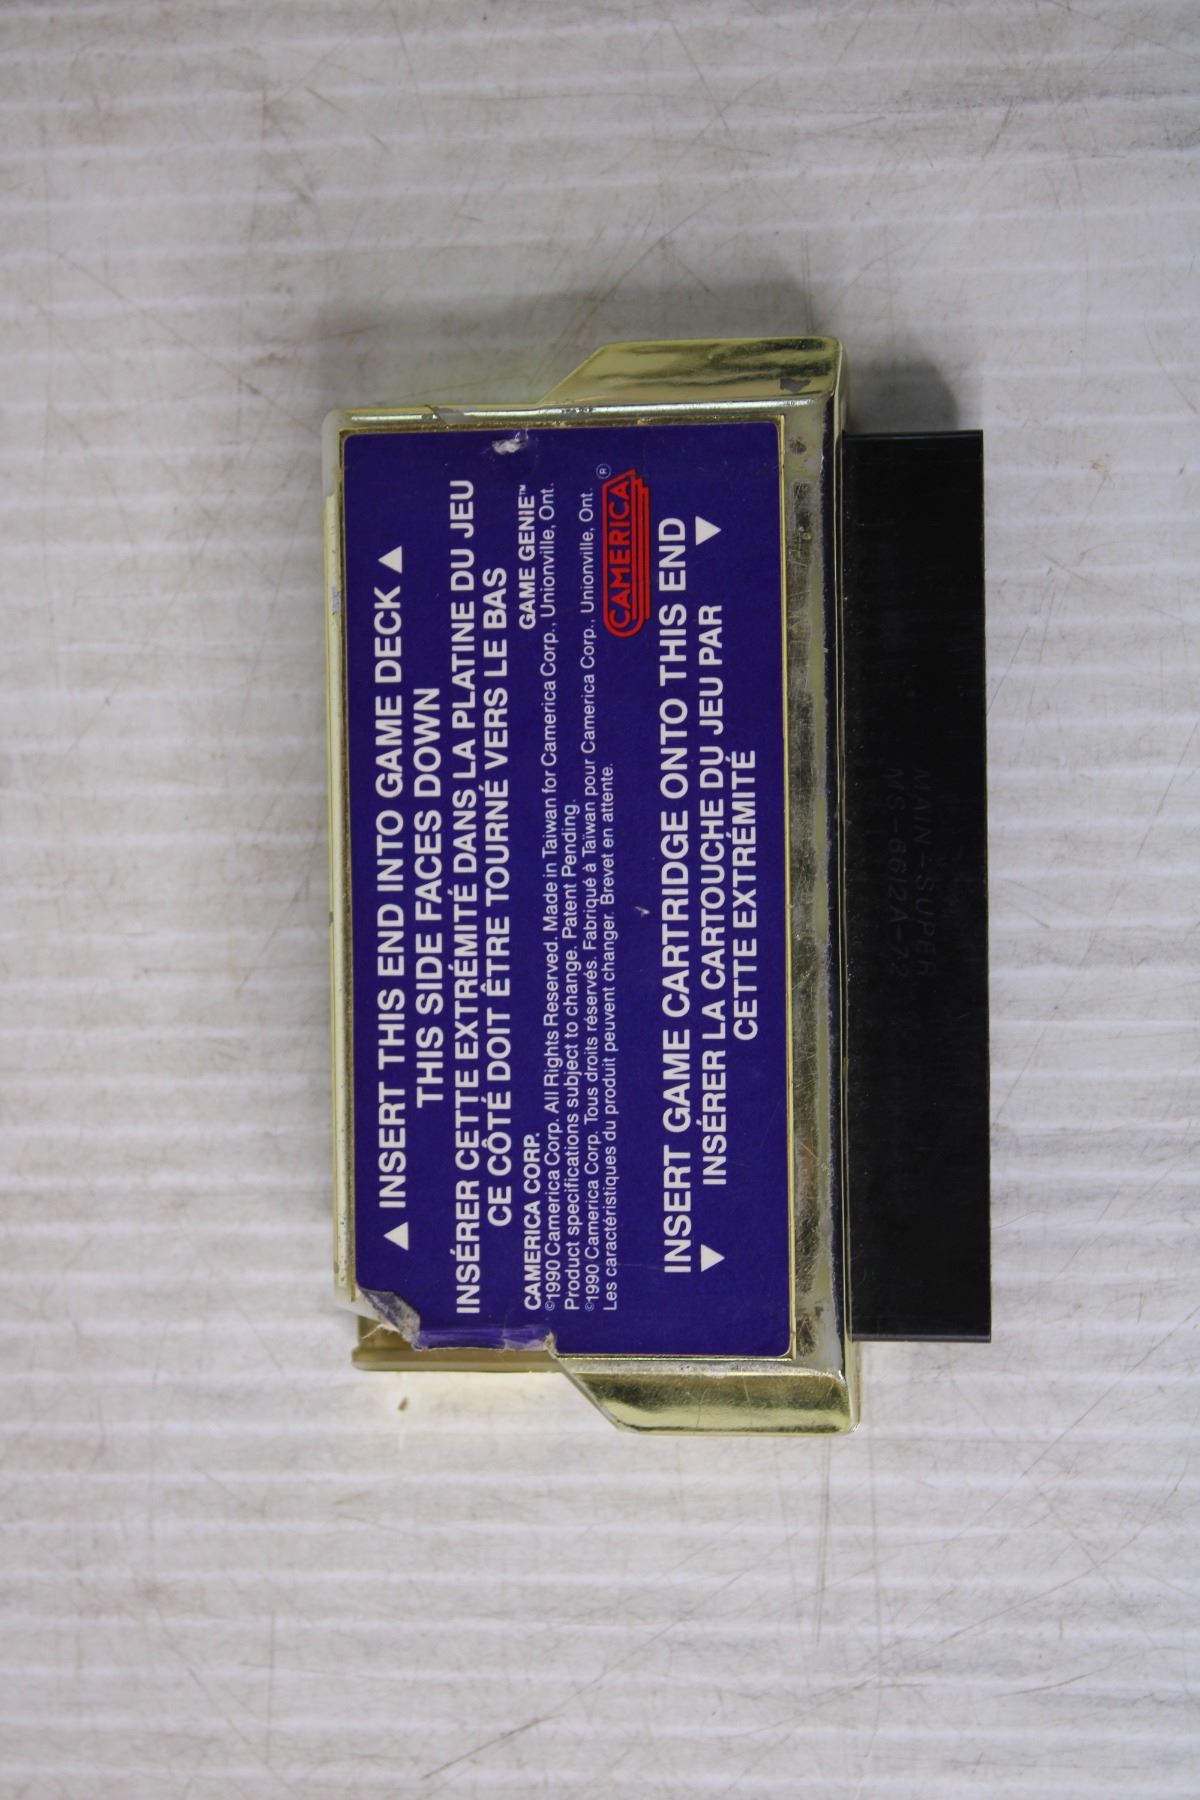 ▲ INSERT THIS END INTO GAME DECK ▲
THIS SIDE FACES DOWN
INSÉRER CETTE EXTRÉMITÉ DANS LA PLATINE DU JEU
CE CÔTÉ DOIT ÊTRE TOURNÉ VERS LE BAS
CAMERICA CORP. GAME GENIE™
©1990 Camerica Corp. All Rights Reserved. Made in Taiwan for Camerica Corp., Unionville, Ont.
Product specifications subject to change. Patent Pending.
©1990 Camerica Corp. Tous droits réservés. Fabriqué à Taïwan pour Camerica Corp., Unionville, Ont.
Les caractéristiques du produit peuvent changer. Brevet en attente.
CAMERICA®
INSERT GAME CARTRIDGE ONTO THIS END
▼ INSÉRER LA CARTOUCHE DU JEU PAR ▼
CETTE EXTRÉMITÉ
MAIN-SUPER